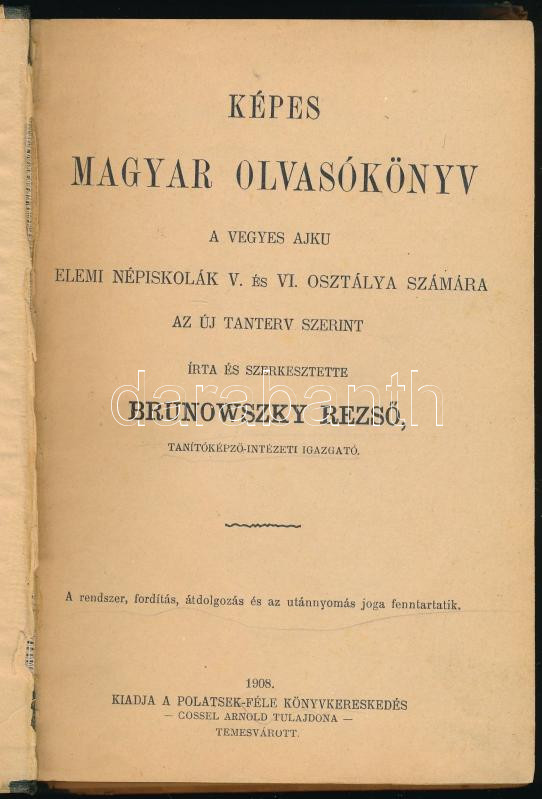 KÉPES
MAGYAR OLVASÓKÖNYV
A VEGYES AJKU
ELEMI NÉPISKOLÁK V. ÉS VI. OSZTÁLYA SZÁMÁRA
AZ ÚJ TANTERV SZERINT
ÍRTA ÉS SZERKESZTETTE
darabanth
BRUNOWSZKY REZSŐ,
TANÍTÓKÉPZŐ-INTÉZETI IGAZGATÓ.
A rendszer, fordítás, átdolgozás és az utánnyomás joga fenntartatik.
1908.
KIADJA A POLATSEK-FÉLE KÖNYVKERESKEDÉS
— COSSEL ARNOLD TULAJDONA —
TEMESVÁROTT.